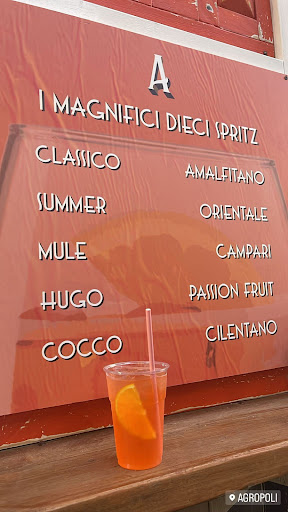 A
I MAGNIFICI DIECI SPRITZ
CLASSICO
SUMMER
MULE
HUGO
COCCO
AMALFITANO
ORIENTALE
CAMPARI
PASSION FRUIT
CILENTANO
AGROPOLI